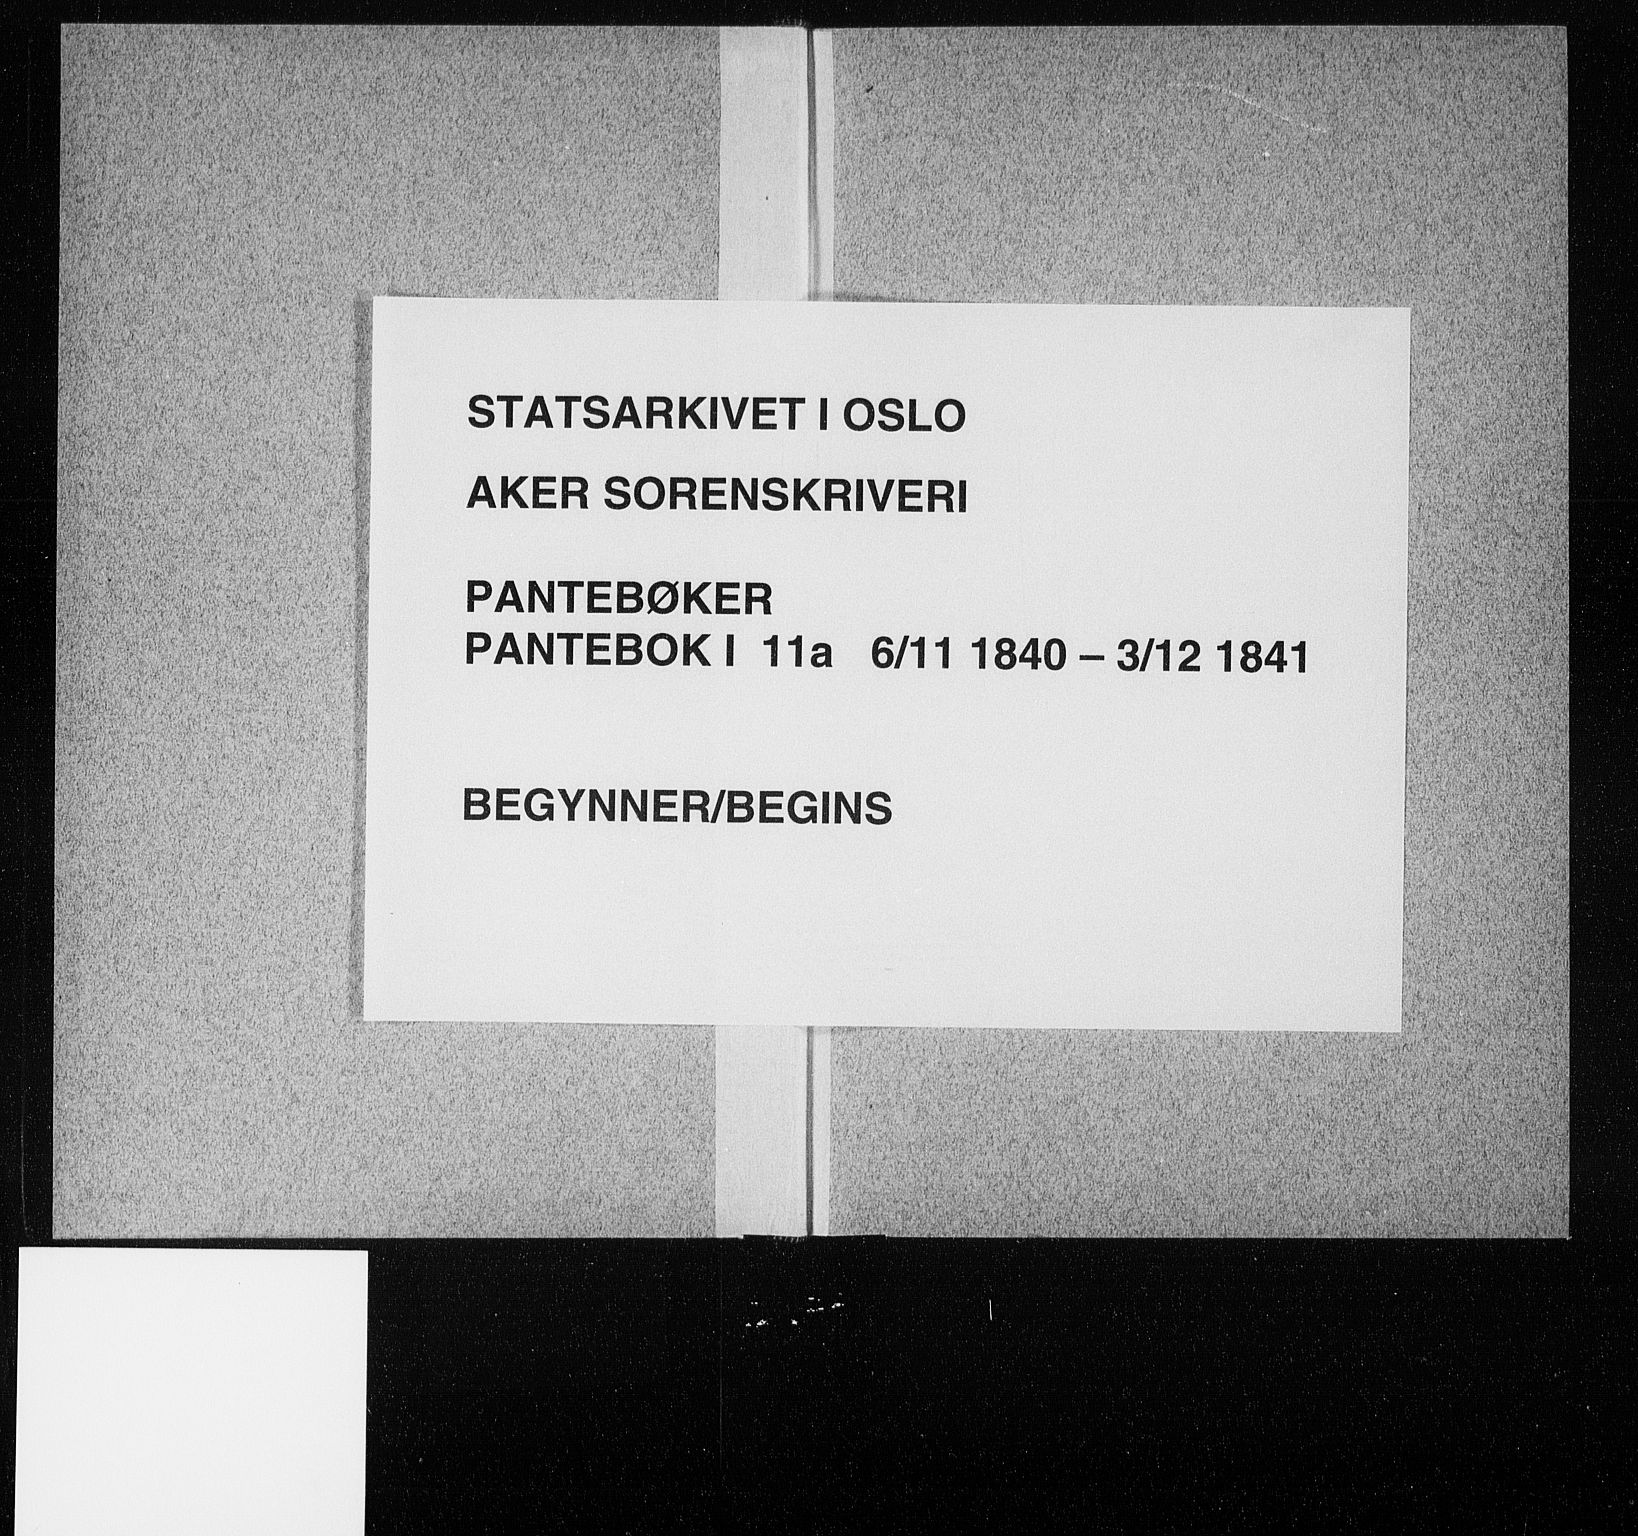 STATSARKIVET I OSLO
AKER SORENSKRIVERI
PANTEBØKER
PANTEBOK I 11a 6/11 1840 – 3/12 1841
BEGYNNER/BEGINS